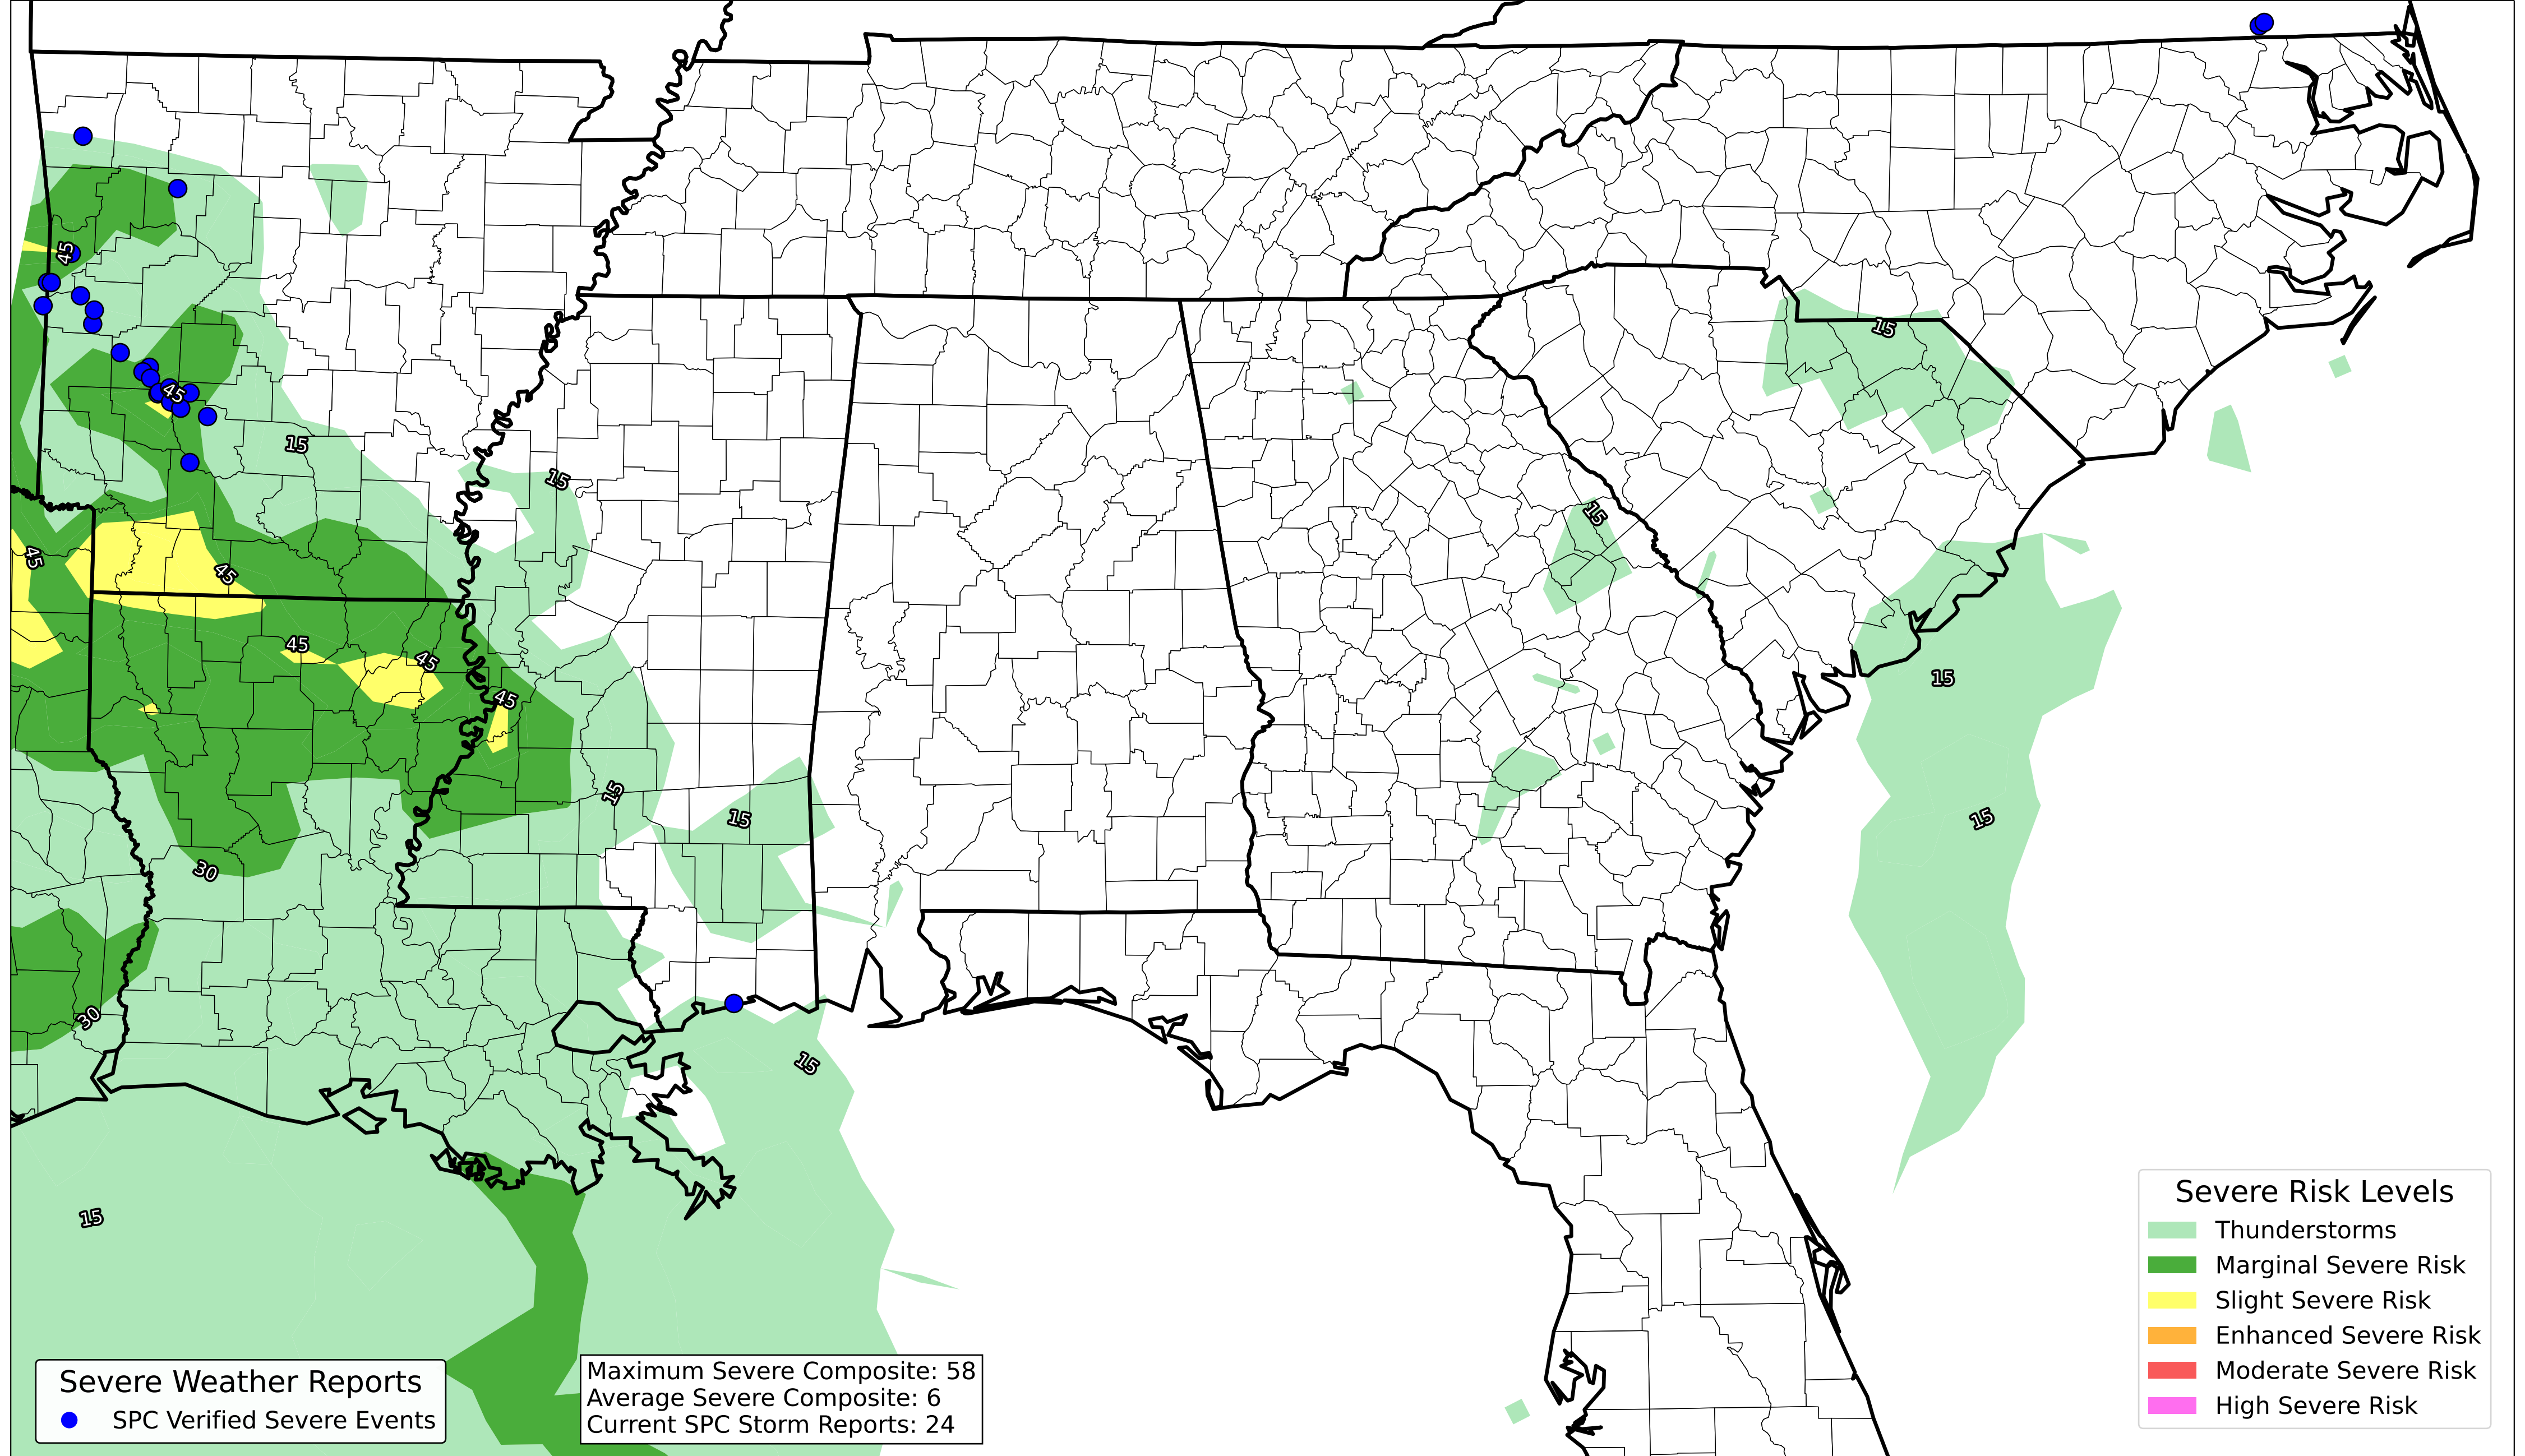 45
15
45
15
15
15
45
45
45
45
15
45
15
15
15
15
30
30
15
15
Severe Risk Levels
Thunderstorms
Marginal Severe Risk
Slight Severe Risk
Enhanced Severe Risk
Moderate Severe Risk
High Severe Risk
Severe Weather Reports
SPC Verified Severe Events
Maximum Severe Composite: 58
Average Severe Composite: 6
Current SPC Storm Reports: 24